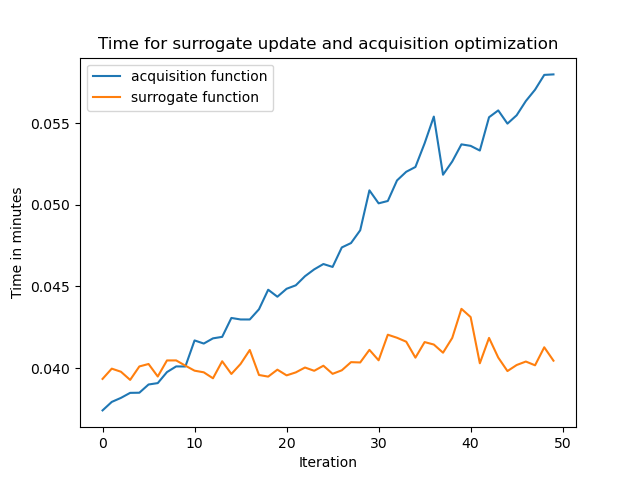 Time for surrogate update and acquisition optimization
acquisition function
surrogate function
Time in minutes
0.055
0.050
0.045
0.040
0 10 20 30 40 50
Iteration